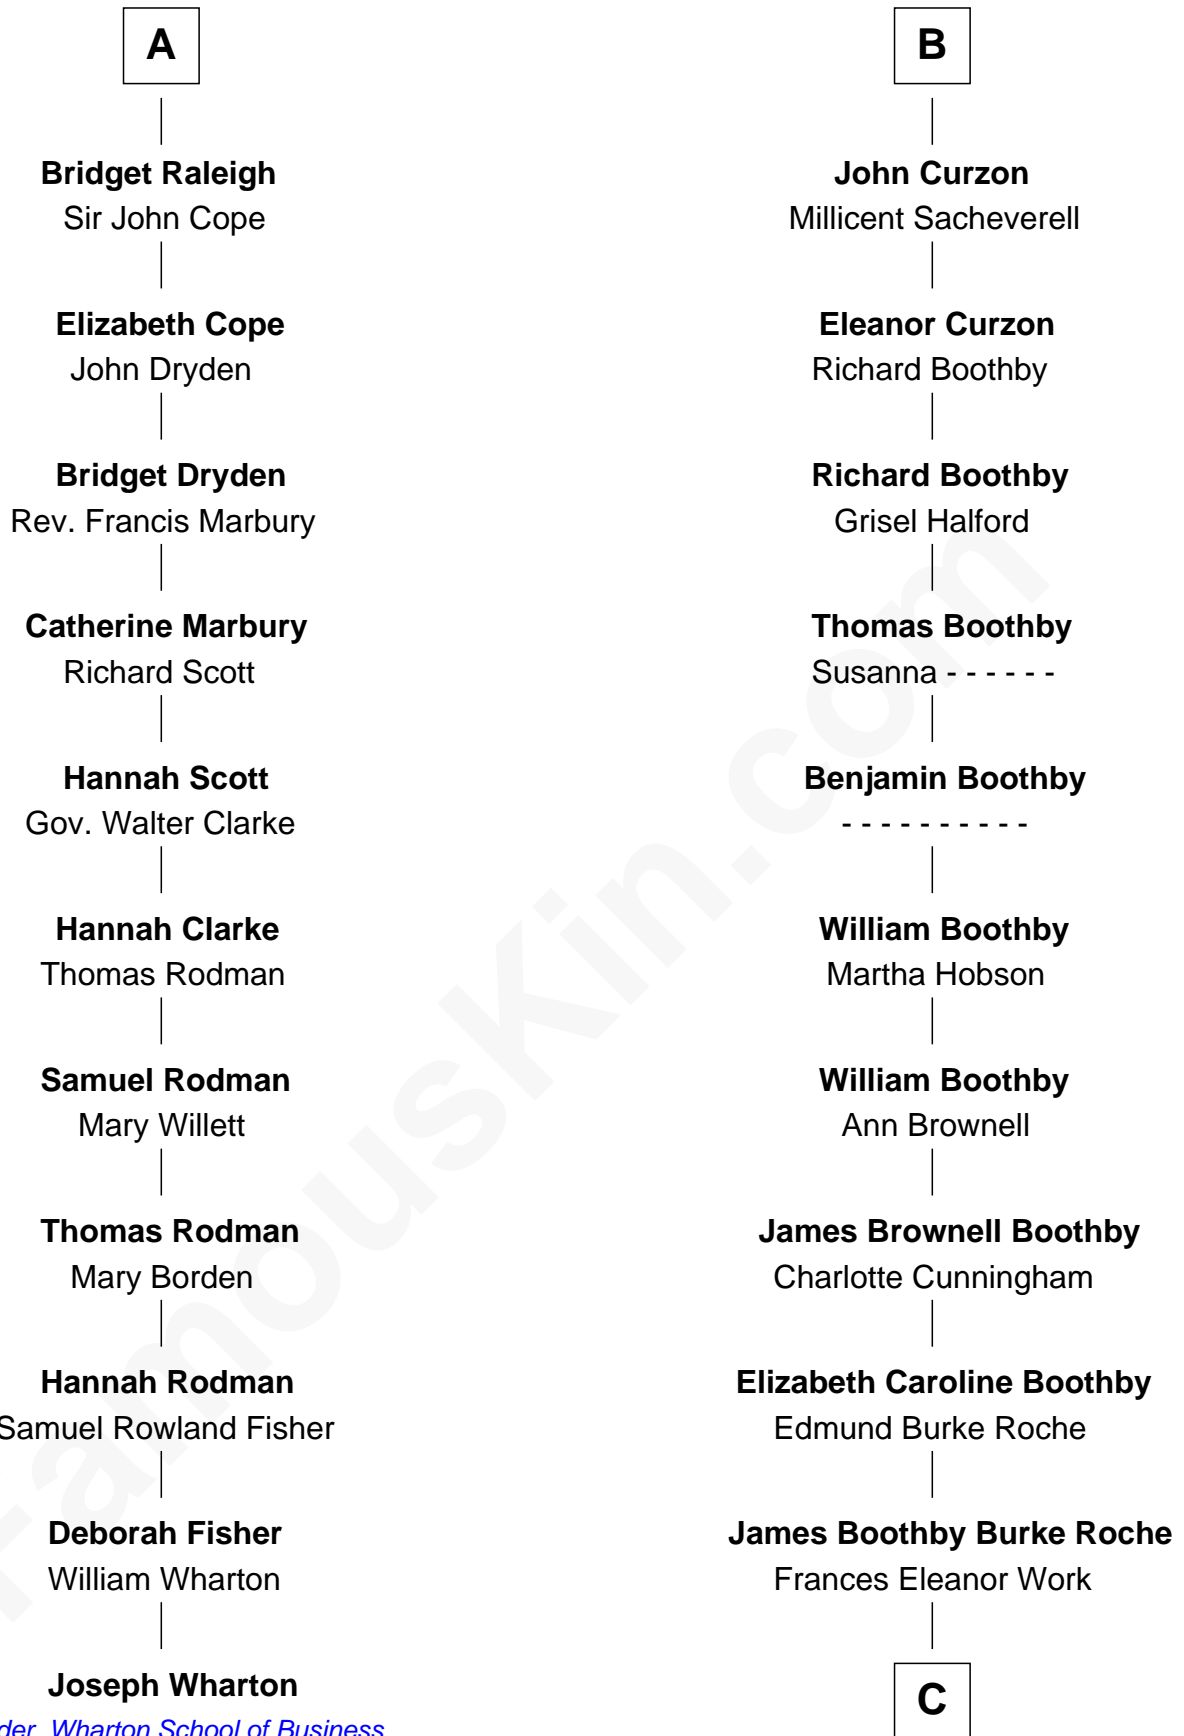 A
Bridget Raleigh
Sir John Cope
Elizabeth Cope
John Dryden
Bridget Dryden
Rev. Francis Marbury
Catherine Marbury
Richard Scott
Hannah Scott
Gov. Walter Clarke
Hannah Clarke
Thomas Rodman
Samuel Rodman
Mary Willett
Thomas Rodman
Mary Borden
Hannah Rodman
Samuel Rowland Fisher
Deborah Fisher
William Wharton
Joseph Wharton
Wharton School of Business
B
John Curzon
Millicent Sacheverell
Eleanor Curzon
Richard Boothby
Richard Boothby
Grisel Halford
Thomas Boothby
Susanna - - - - - -
Benjamin Boothby
- - - - - - - - - -
William Boothby
Martha Hobson
William Boothby
Ann Brownell
James Brownell Boothby
Charlotte Cunningham
Elizabeth Caroline Boothby
Edmund Burke Roche
James Boothby Burke Roche
Frances Eleanor Work
C
FamousKin.com